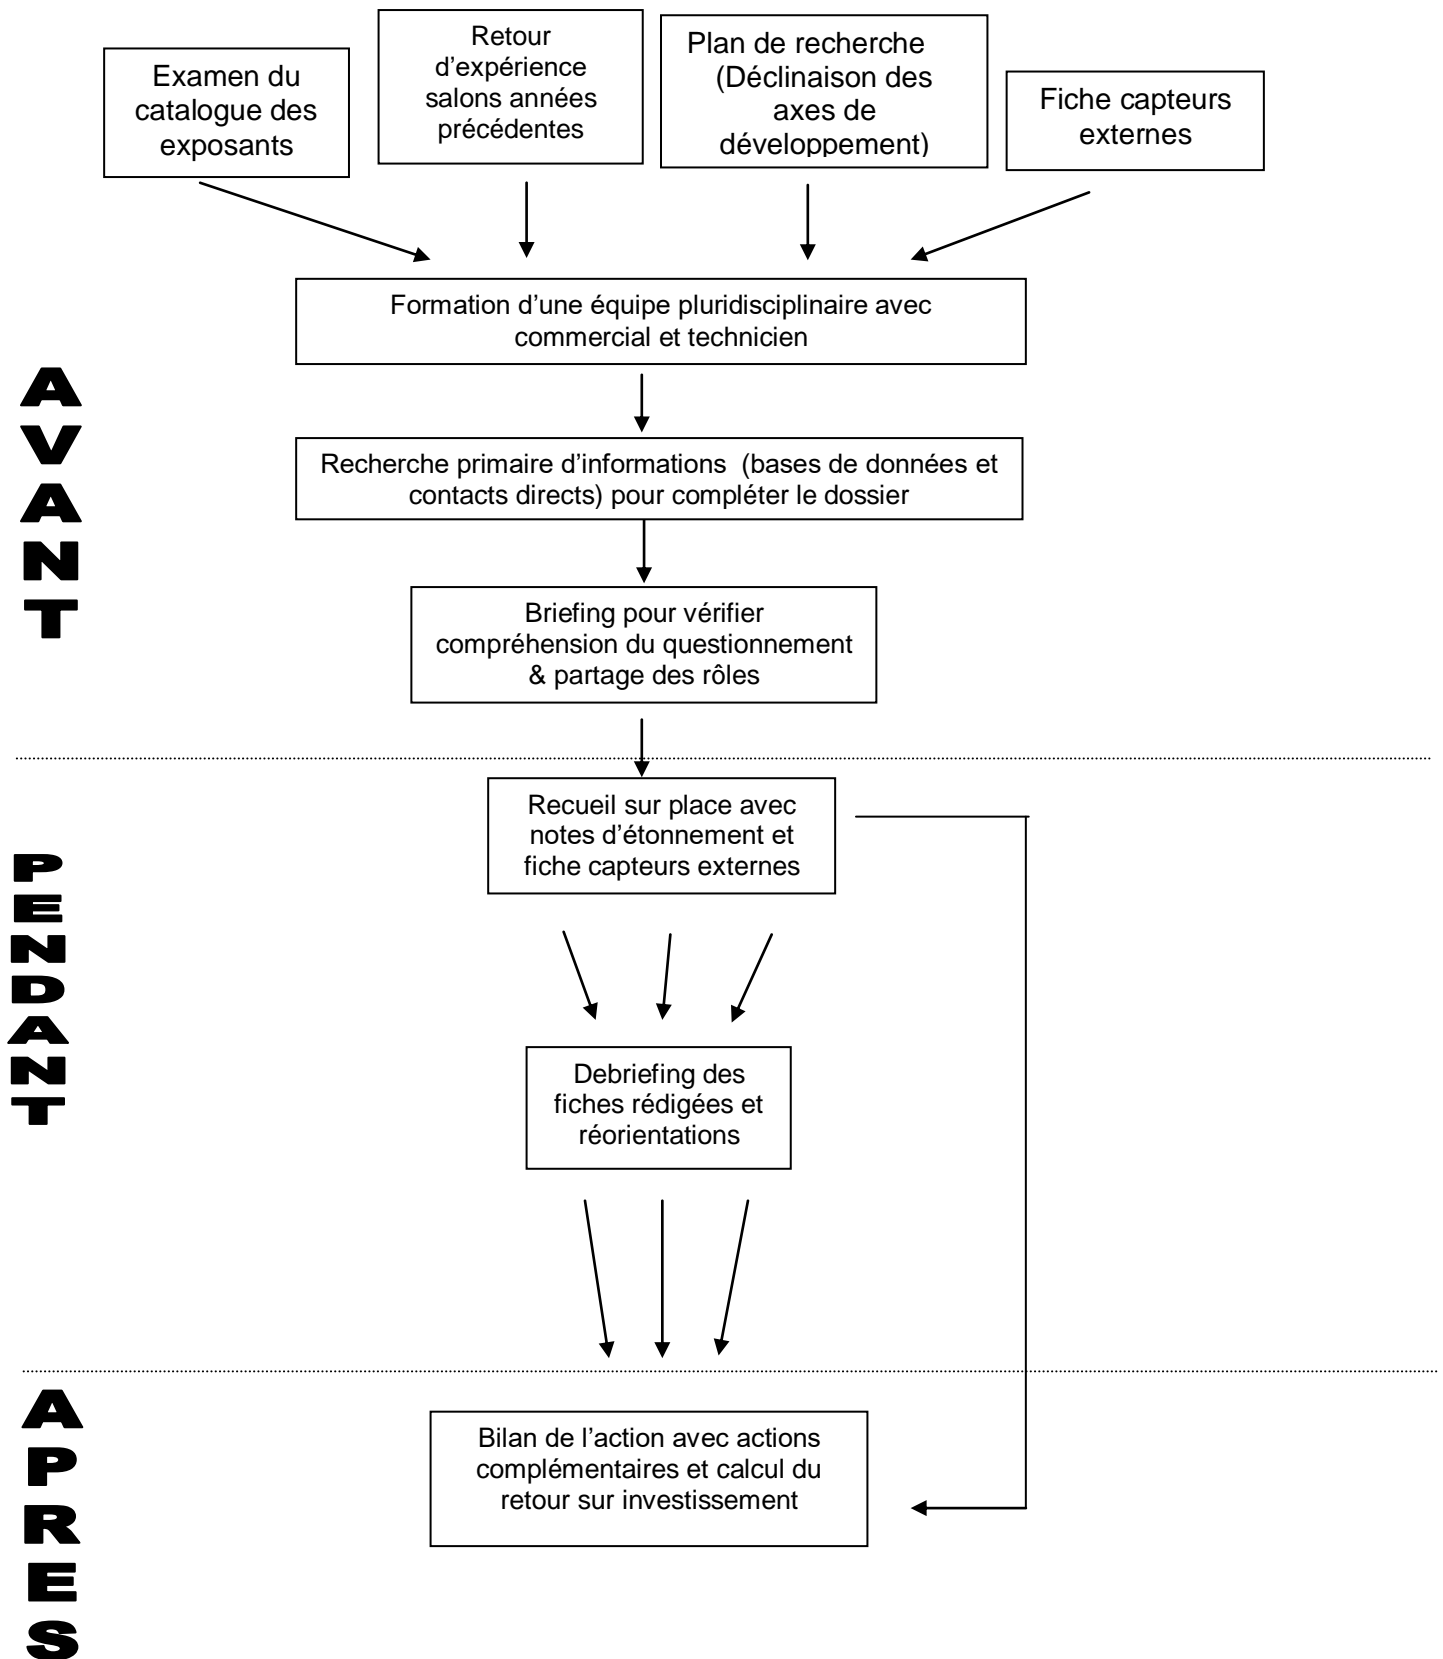 Examen du
catalogue des
exposants
Retour
d'expérience
salons années
précédentes
Plan de recherche
(Déclinaison des
axes de
développement)
Fiche capteurs
externes
Formation d’une équipe pluridisciplinaire avec
commercial et technicien
Recherche primaire d’informations (bases de données et
contacts directs) pour compléter le dossier
Briefing pour vérifier
compréhension du questionnement
& partage des rôles
AVANT
Recueil sur place avec
notes d’étonnement et
fiche capteurs externes
Debriefing des
fiches rédigées et
réorientations
PENDANT
Bilan de l’action avec actions
complémentaires et calcul du
retour sur investissement
APRES